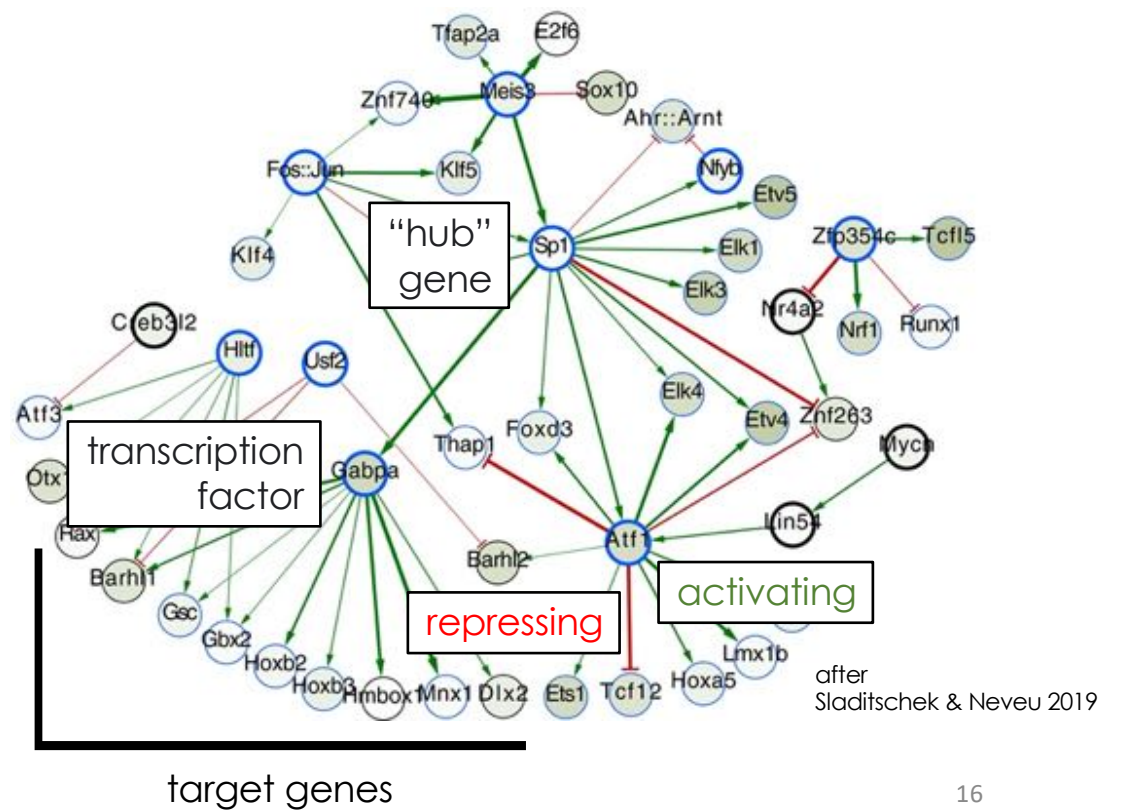 Tfap2a
E2f6
Znf740
Meis3
Sox10
Ahr::Arnt
Fos::Jun
Klf5
Nfyb
Etv5
Klf4
"hub"
gene
Sp1
Elk1
Zfp354c
Tcfl5
Elk3
Nr4a2
Nrf1
Runx1
Creb3l2
Hltf
Usf2
Atf3
Elk4
Etv4
Znf263
Thap1
Foxd3
Mycn
transcription
factor
Gabpa
Otx
Rax
Lin54
Atf1
Barhl1
Barhl2
activating
repressing
Gsc
Gbx2
Hoxb2
Hoxb3
Hmbox1
Mnx1
Dlx2
Ets1
Tcf12
Hoxa5
Lmx1b
after
Sladitschek & Neveu 2019
target genes
16